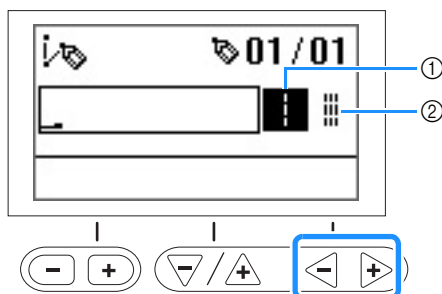 01/01
①
②
- + - / + - +